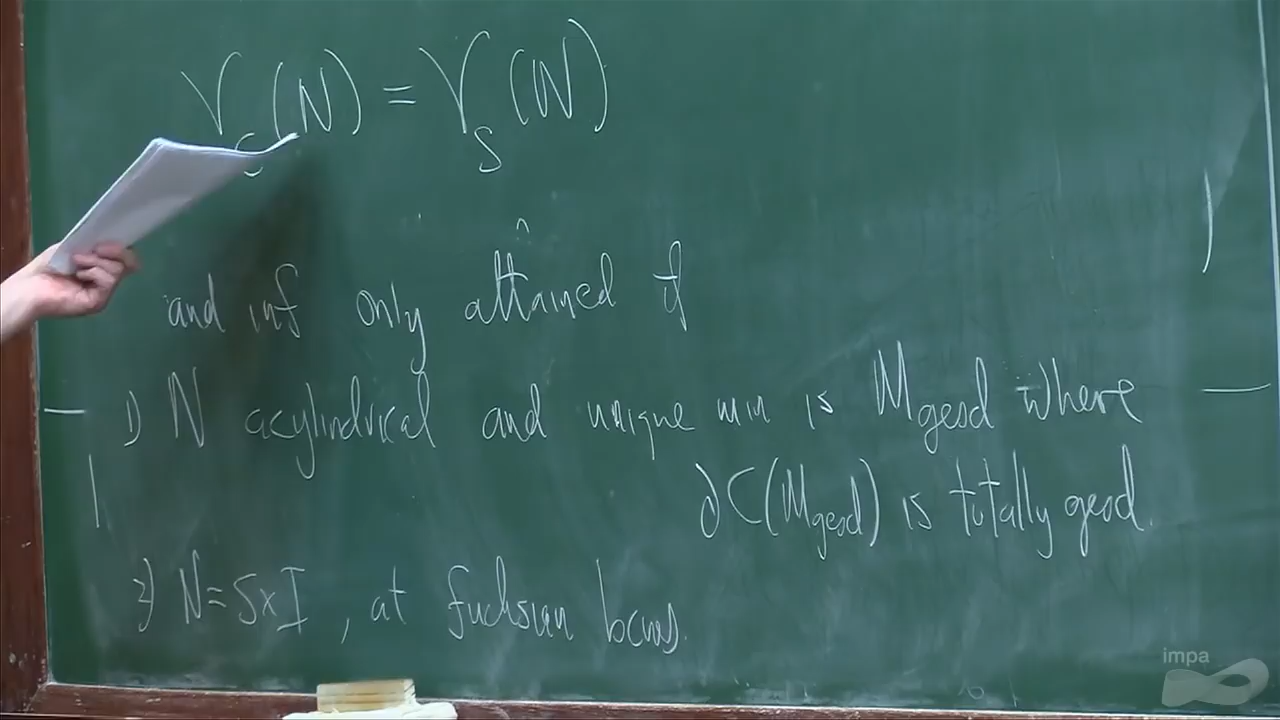 V_C(N) = V_S(N)
and inf only attained if
1) N acylindrical and unique min is M_geod where
∂C(M_geod) is totally geod.
2) N = S×I, at fuchsian locus.
impa